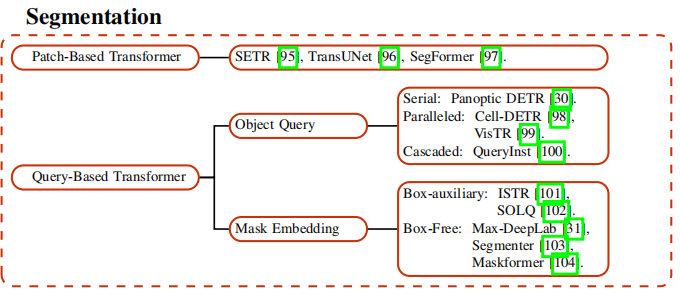 Segmentation
Patch-Based Transformer
SETR [95], TransUNet [96], SegFormer [97].
Query-Based Transformer
Object Query
Serial: Panoptic DETR [30].
Paralleled: Cell-DETR [98],
VisTR [99].
Cascaded: QueryInst [100].
Mask Embedding
Box-auxiliary: ISTR [101],
SOLQ [102].
Box-Free: Max-DeepLab [31],
Segmenter [103],
Maskformer [104].